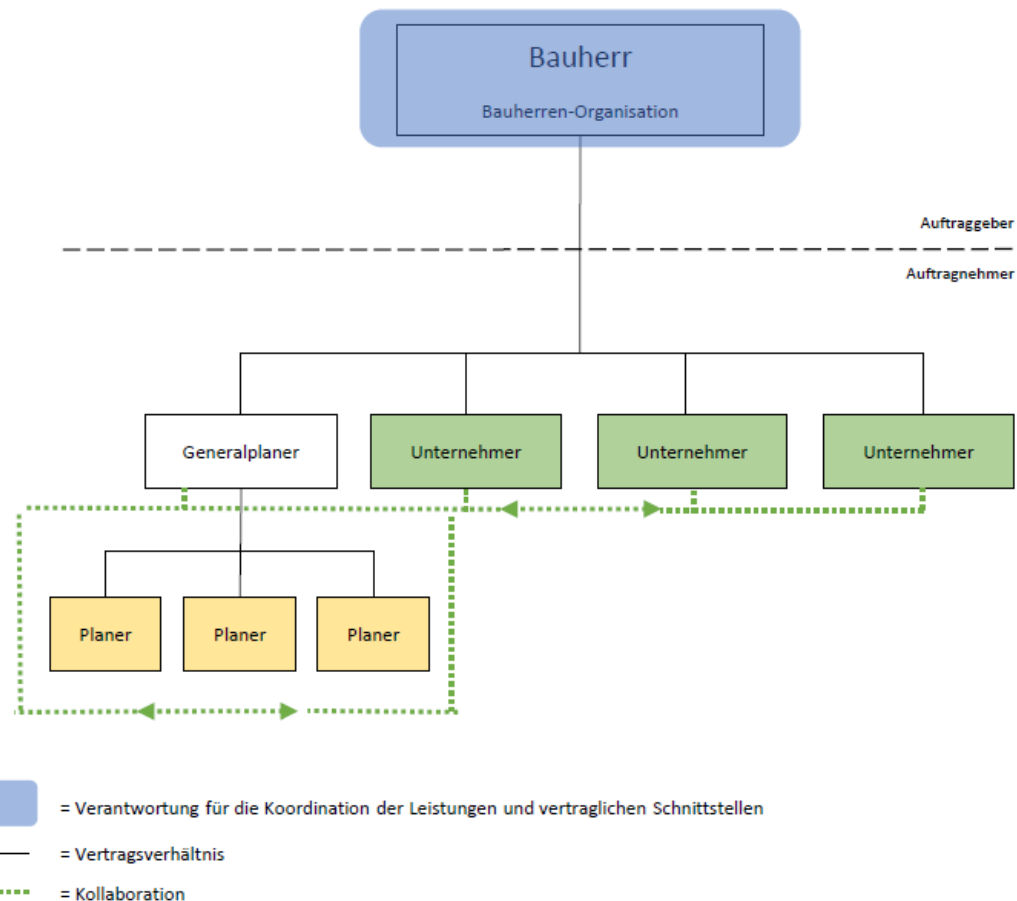 Bauherr
Bauherren-Organisation
Auftraggeber
Auftragnehmer
Generalplaner
Unternehmer
Unternehmer
Unternehmer
Planer
Planer
Planer
= Verantwortung für die Koordination der Leistungen und vertraglichen Schnittstellen
= Vertragsverhältnis
= Kollaboration